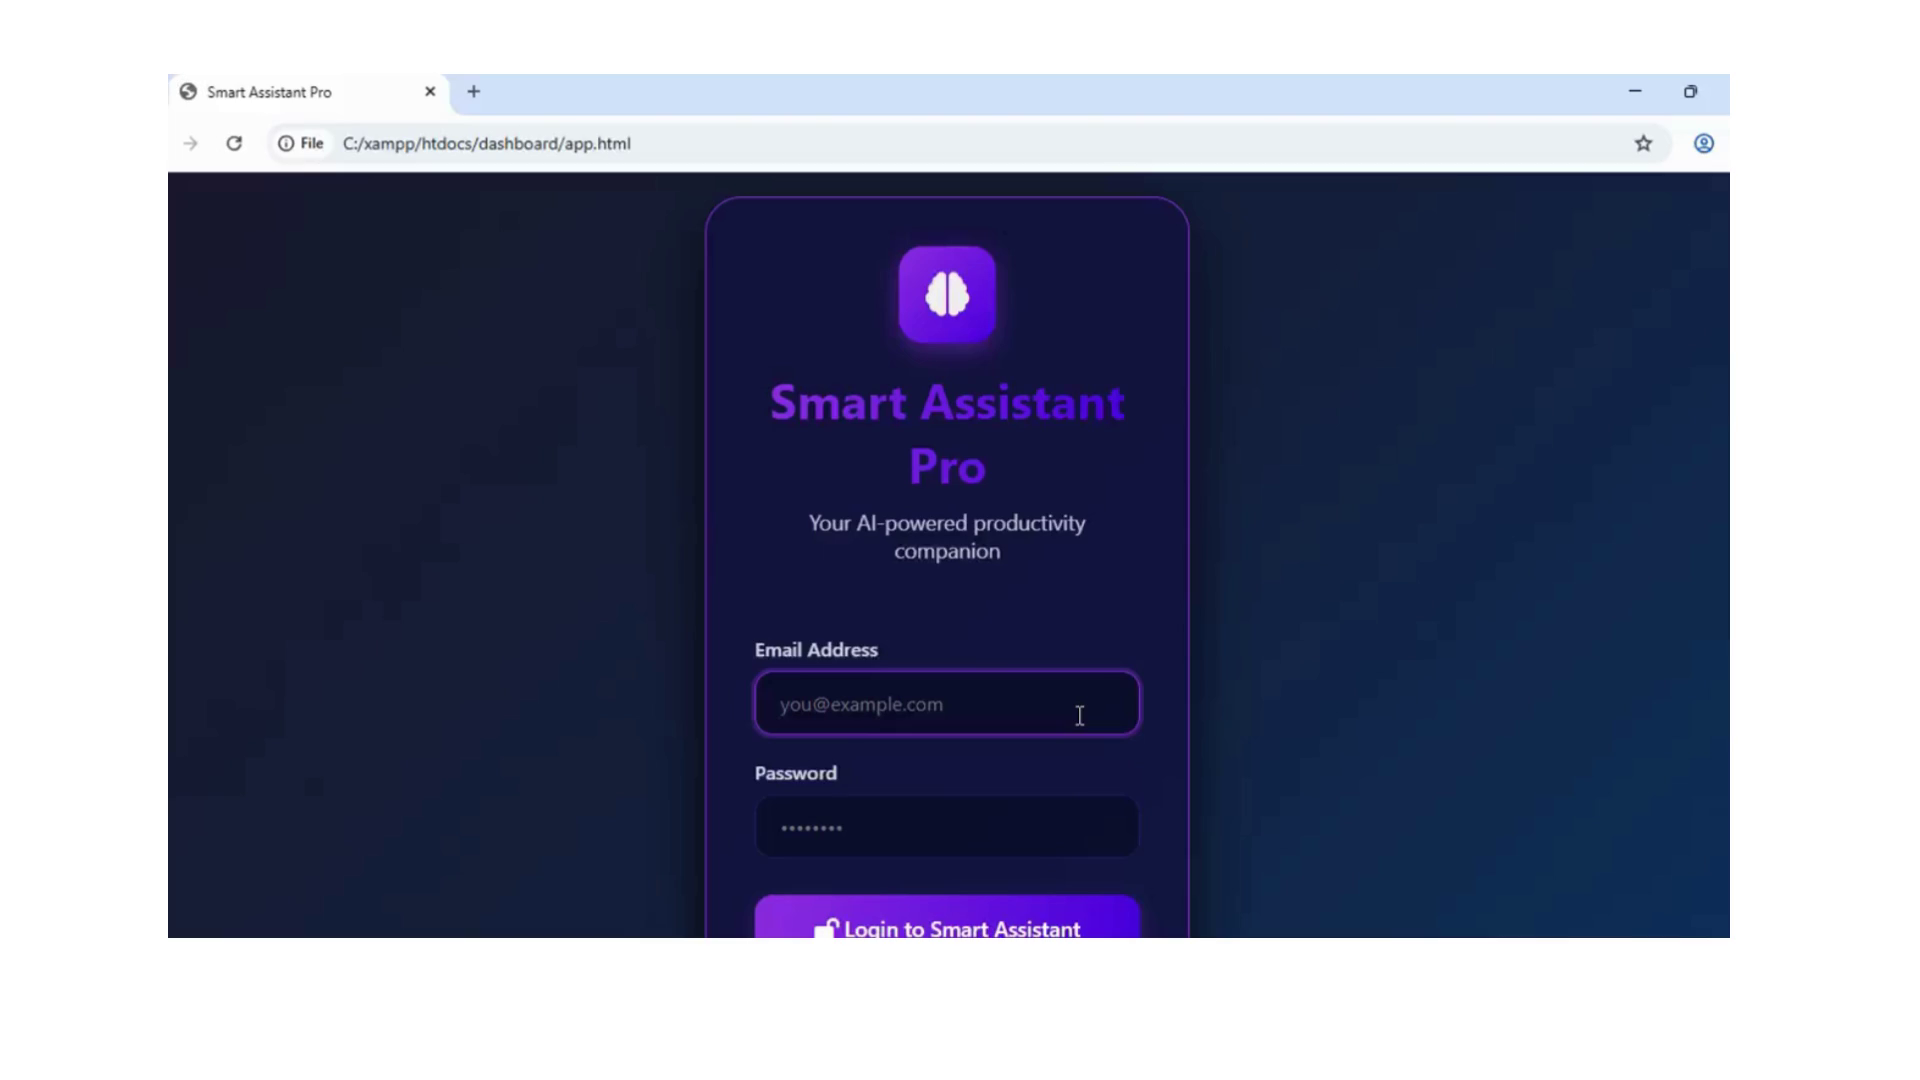 Smart Assistant Pro
File C:/xampp/htdocs/dashboard/app.html
Smart Assistant
Pro
Your AI-powered productivity
companion
Email Address
you@example.com
Password
••••••••
Login to Smart Assistant